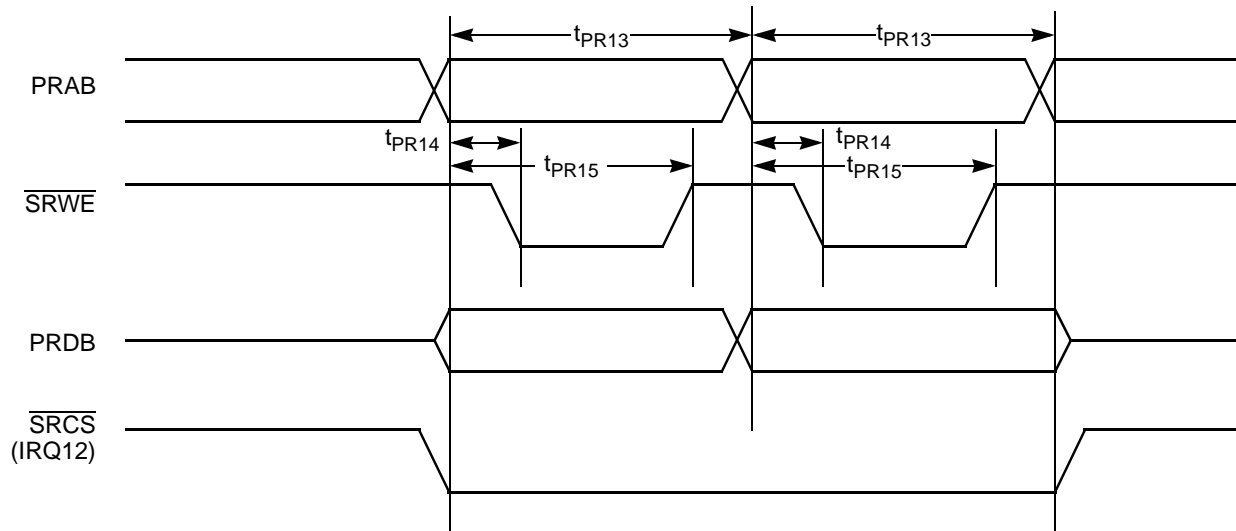 tPR13 tPR13
PRAB
tPR14 tPR14
tPR15 tPR15
SRWE
PRDB
SRCS
(IRQ12)